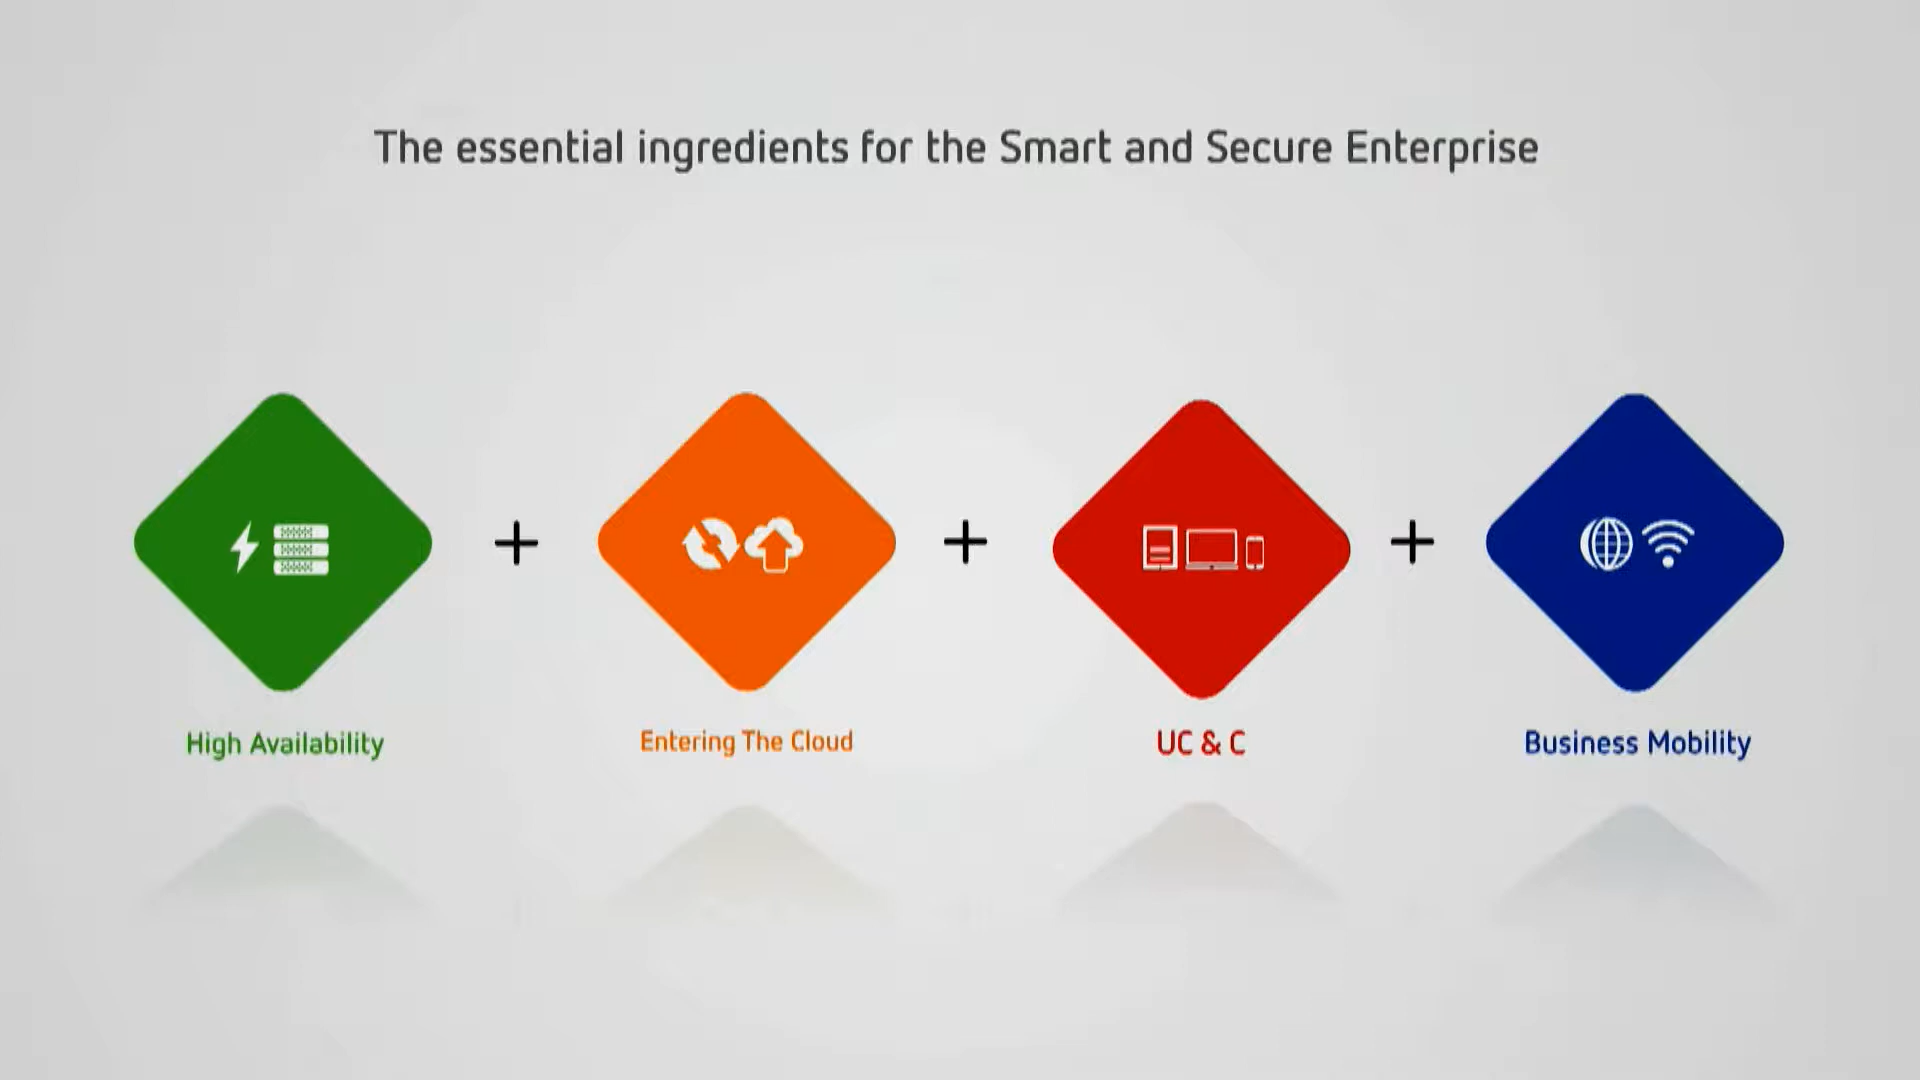 The essential ingredients for the Smart and Secure Enterprise
+ + +
High Availability
Entering The Cloud
UC & C
Business Mobility